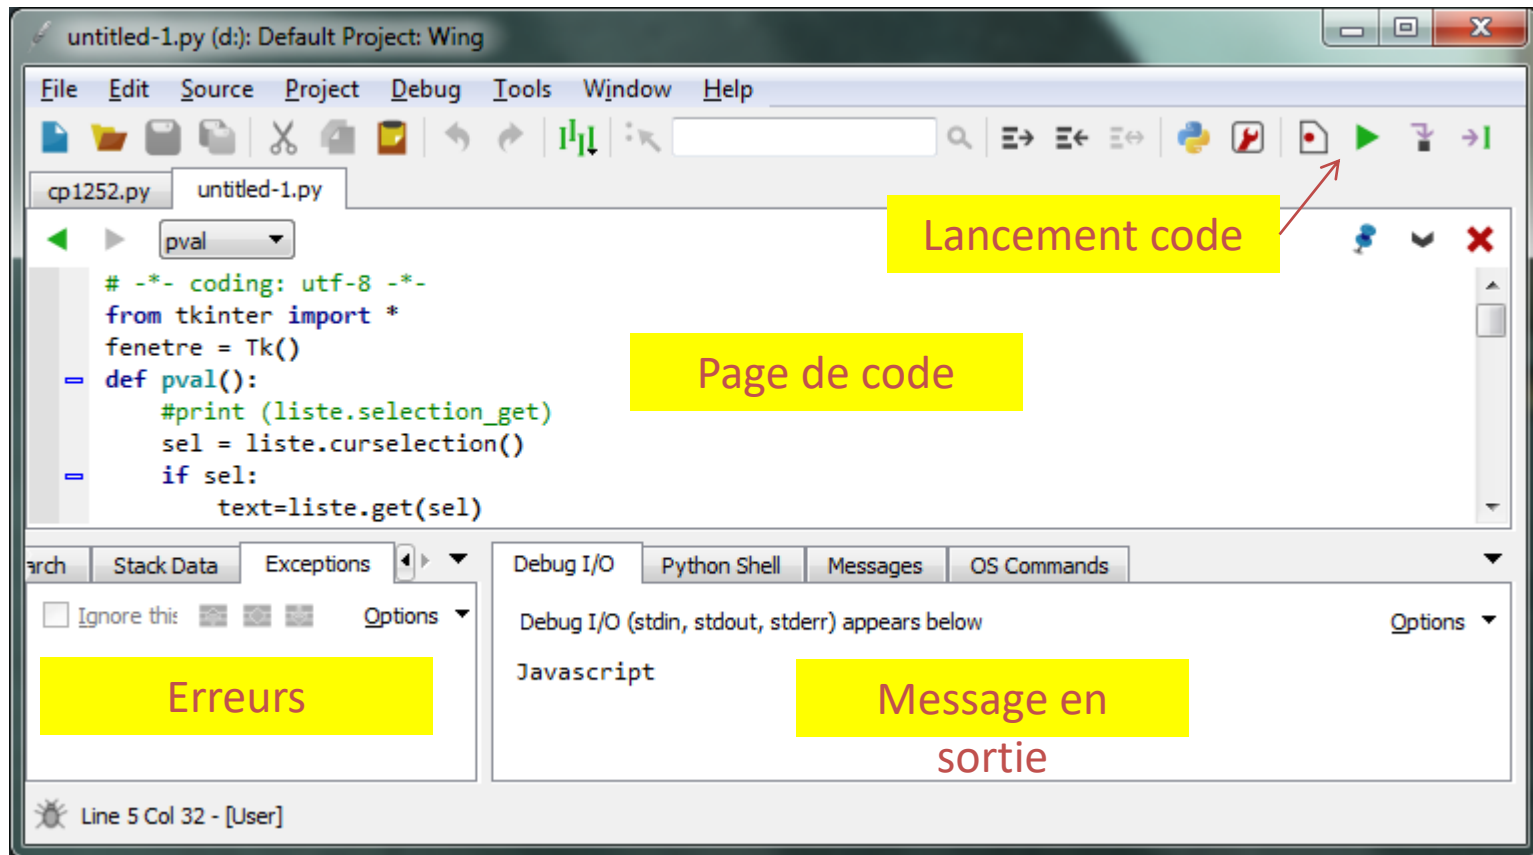 untitled-1.py (d:): Default Project: Wing
File Edit Source Project Debug Tools Window Help
cp1252.py untitled-1.py
Lancement code
pval
# -*- coding: utf-8 -*-
from tkinter import *
fenetre = Tk()
def pval():
Page de code
#print (liste.selection_get)
sel = liste.curselection()
if sel:
text=liste.get(sel)
arch Stack Data Exceptions
Debug I/O Python Shell Messages OS Commands
Ignore this Options
Debug I/O (stdin, stdout, stderr) appears below Options
Javascript
Erreurs
Message en
sortie
Line 5 Col 32 - [User]